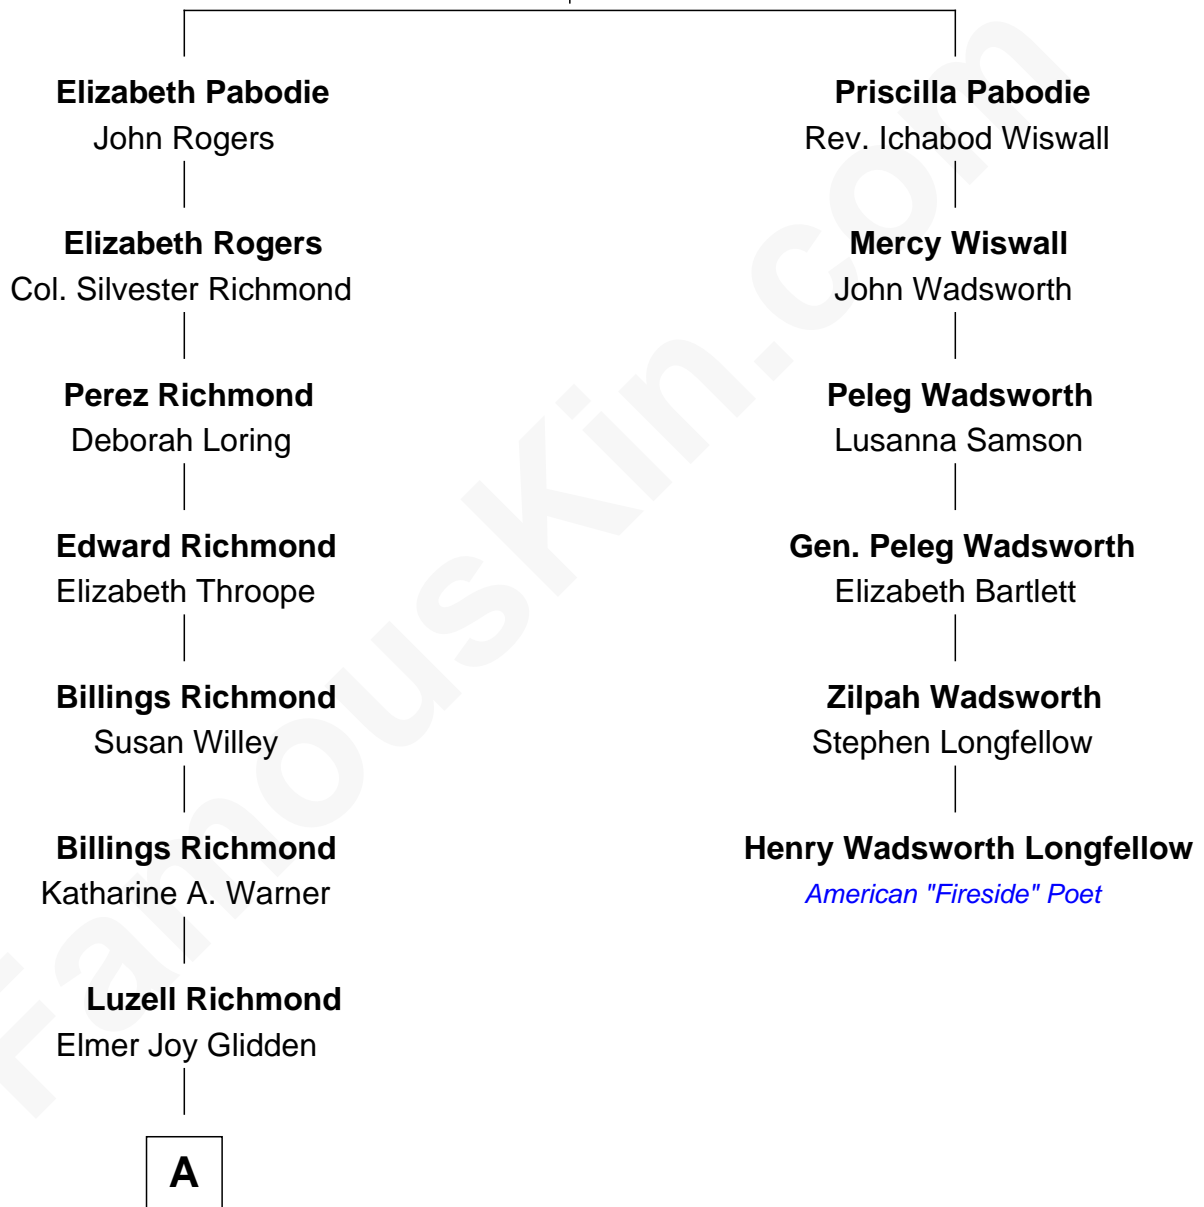 Elizabeth Pabodie
John Rogers
Elizabeth Rogers
Col. Silvester Richmond
Perez Richmond
Deborah Loring
Edward Richmond
Elizabeth Throope
Billings Richmond
Susan Willey
Billings Richmond
Katharine A. Warner
Luzell Richmond
Elmer Joy Glidden
A
Priscilla Pabodie
Rev. Ichabod Wiswall
Mercy Wiswall
John Wadsworth
Peleg Wadsworth
Lusanna Samson
Gen. Peleg Wadsworth
Elizabeth Bartlett
Zilpah Wadsworth
Stephen Longfellow
Henry Wadsworth Longfellow
American "Fireside" Poet
FamousKin.com